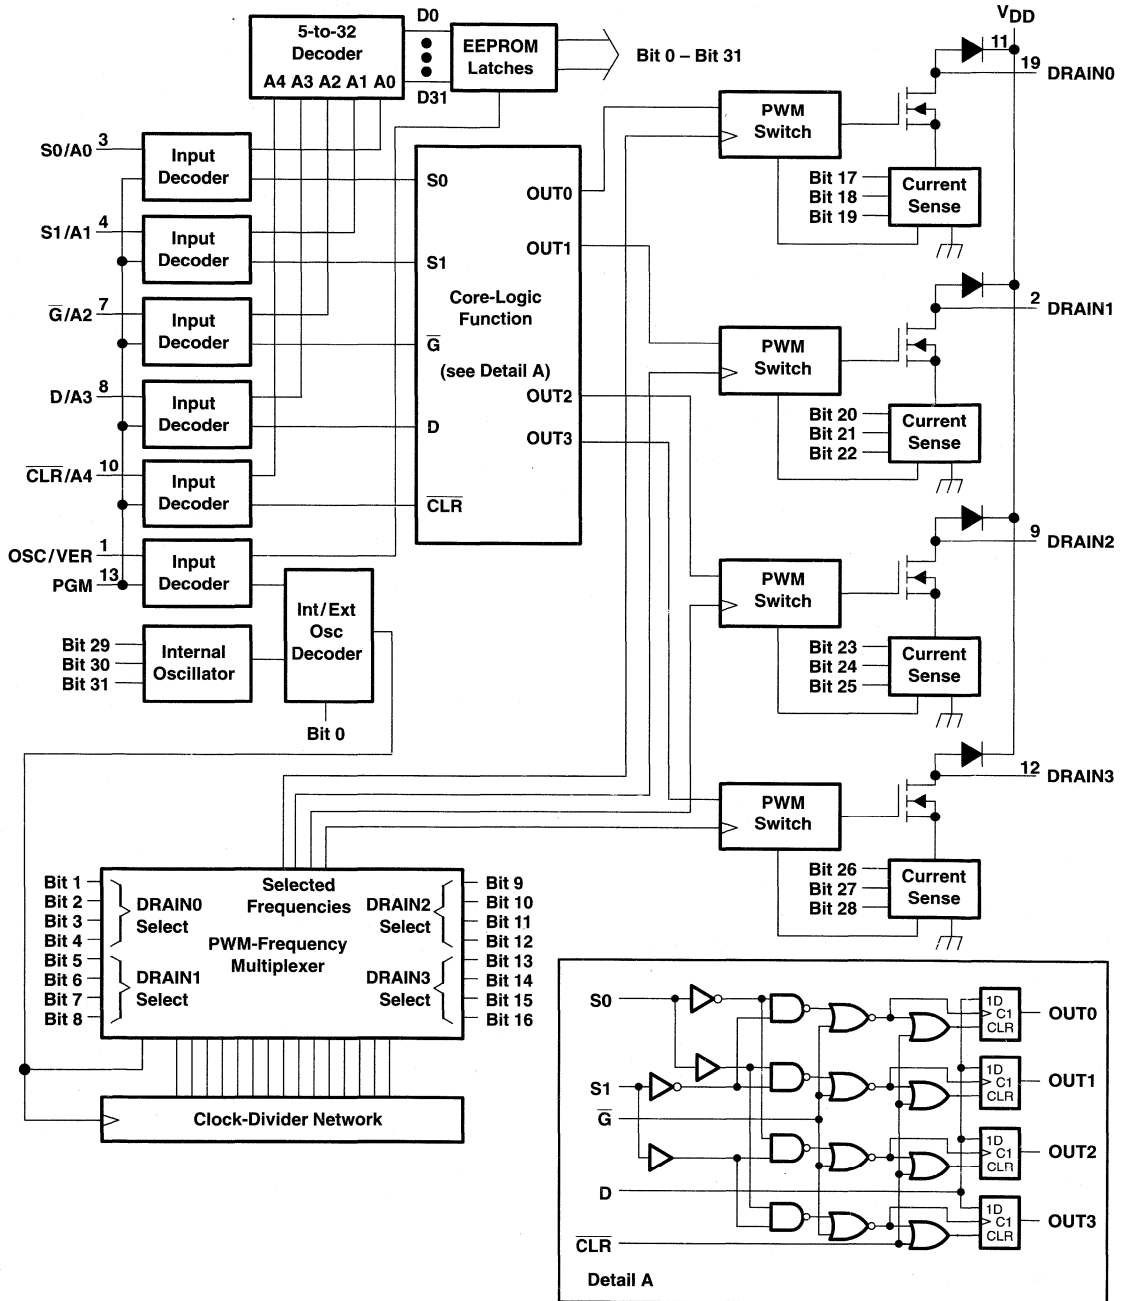 5-to-32
Decoder
A4 A3 A2 A1 A0
D0
D31
EEPROM
Latches
Bit 0 – Bit 31
VDD
11
S0/A0 3
Input
Decoder
S1/A1 4
Input
Decoder
G/A2 7
Input
Decoder
D/A3 8
Input
Decoder
CLR/A4 10
Input
Decoder
OSC/VER 1
PGM 13
Input
Decoder
Bit 29
Bit 30
Bit 31
Internal
Oscillator
Int/Ext
Osc
Decoder
Bit 0
S0
S1
G
D
CLR
Core-Logic
Function
(see Detail A)
OUT0
OUT1
OUT2
OUT3
PWM
Switch
19 DRAIN0
Bit 17
Bit 18
Bit 19
Current
Sense
PWM
Switch
2 DRAIN1
Bit 20
Bit 21
Bit 22
Current
Sense
PWM
Switch
9 DRAIN2
Bit 23
Bit 24
Bit 25
Current
Sense
PWM
Switch
12 DRAIN3
Bit 26
Bit 27
Bit 28
Current
Sense
Bit 1
Bit 2
Bit 3
Bit 4
Bit 5
Bit 6
Bit 7
Bit 8
DRAIN0
Select
DRAIN1
Select
Selected
Frequencies
PWM-Frequency
Multiplexer
DRAIN2
Select
DRAIN3
Select
Bit 9
Bit 10
Bit 11
Bit 12
Bit 13
Bit 14
Bit 15
Bit 16
Clock-Divider Network
S0
S1
G
D
CLR
1D
C1
CLR
OUT0
1D
C1
CLR
OUT1
1D
C1
CLR
OUT2
1D
C1
CLR
OUT3
Detail A